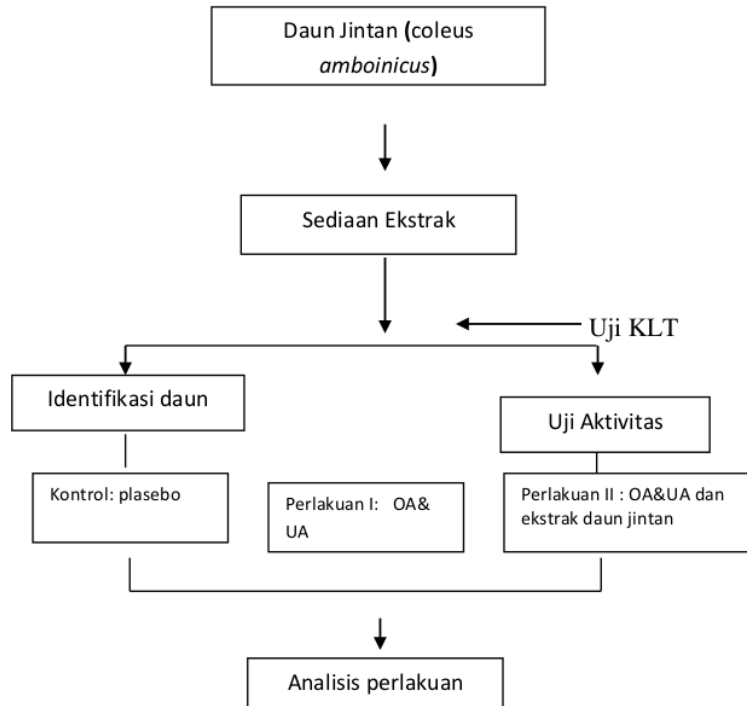 Daun Jintan (coleus
amboinicus)
Sediaan Ekstrak
Uji KLT
Identifikasi daun
Uji Aktivitas
Kontrol: plasebo
Perlakuan I: OA&
UA
Perlakuan II : OA&UA dan
ekstrak daun jintan
Analisis perlakuan